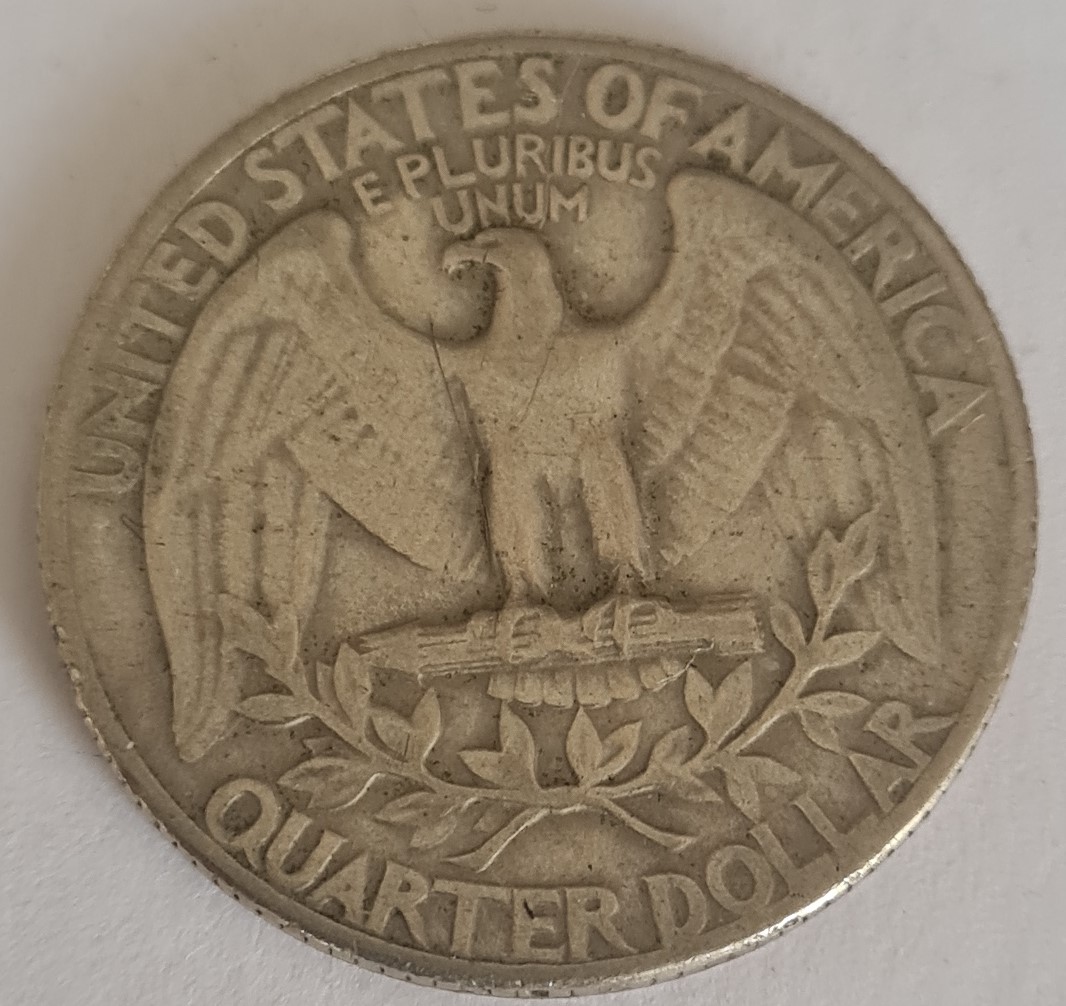 UNITED STATES OF AMERICA
E PLURIBUS
UNUM
QUARTER DOLLAR